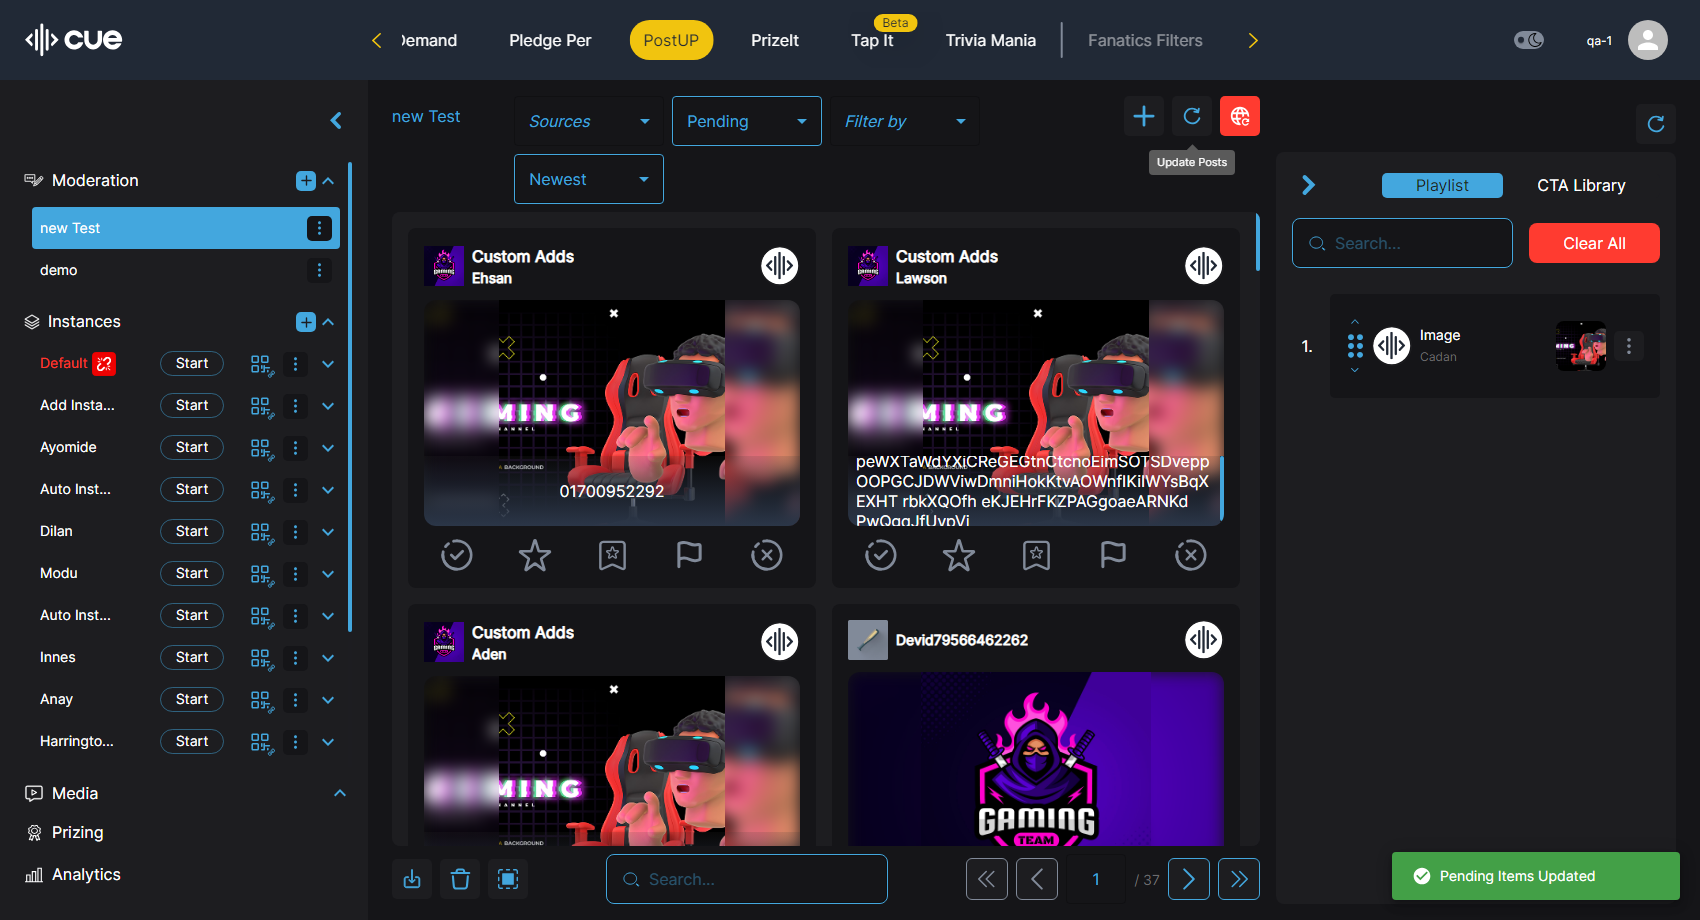 cue
Demand
Pledge Per
PostUP
PrizeIt
Tap It
Beta
Trivia Mania
Fanatics Filters
qa-1
Moderation
new Test
demo
Instances
Default
Start
Add Insta...
Start
Ayomide
Start
Auto Inst...
Start
Dilan
Start
Modu
Start
Auto Inst...
Start
Innes
Start
Anay
Start
Harringto...
Start
Media
Prizing
Analytics
new Test
Sources
Pending
Filter by
Newest
Update Posts
Custom Adds
Ehsan
MING
BACKGROUND
01700952292
Custom Adds
Lawson
MING
OOPGCJDWViwDmniHokKtvAOWnfIKiIWYsBqX
EXHT rbkXQOfh eKJEHrFKZPAGgoaeARNKd
Custom Adds
Aden
MING
BACKGROUND
Devid79566462262
GAMING
TEAM
Search...
1
/ 37
Playlist
CTA Library
Search...
Clear All
1.
Image
Cadan
Pending Items Updated